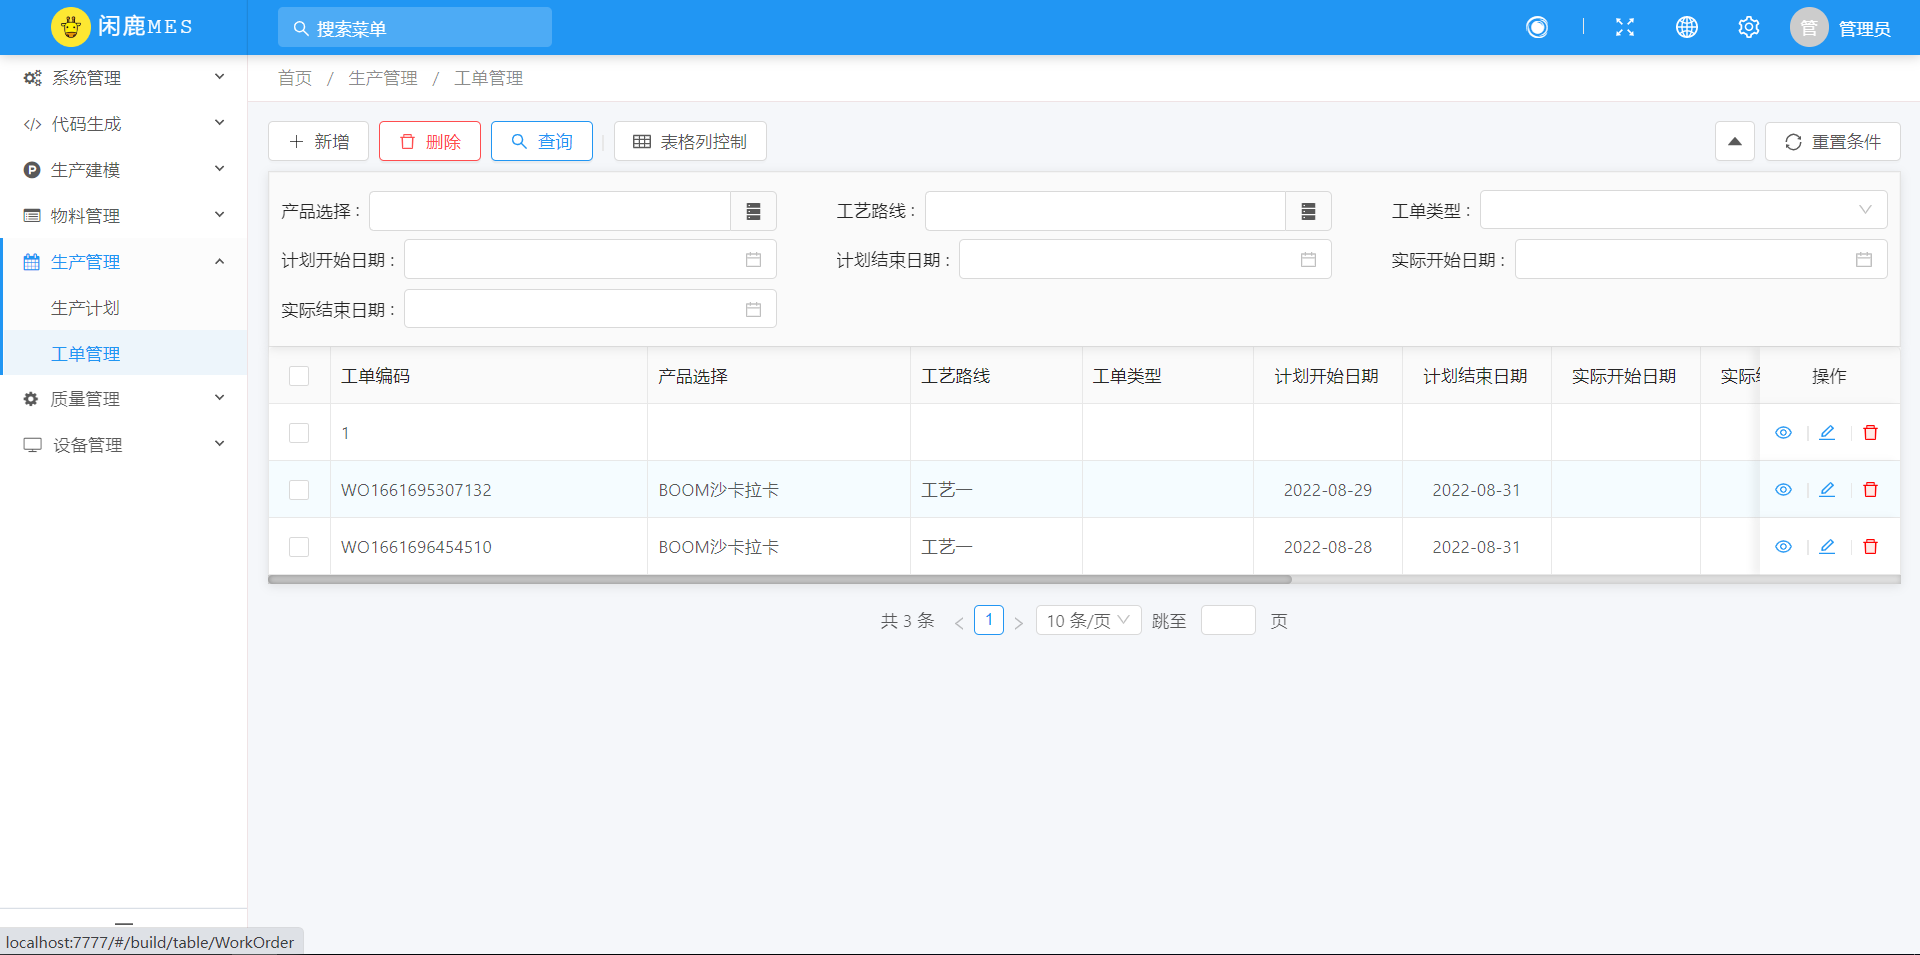 闲鹿MES
搜索菜单
管
管理员
系统管理
代码生成
生产建模
物料管理
生产管理
生产计划
工单管理
质量管理
设备管理
首页 / 生产管理 / 工单管理
新增
删除
查询
表格列控制
重置条件
产品选择 :
工艺路线 :
工单类型 :
计划开始日期 :
计划结束日期 :
实际开始日期 :
实际结束日期 :
工单编码 产品选择 工艺路线 工单类型 计划开始日期 计划结束日期 实际开始日期 实际 操作
1
WO1661695307132 BOOM沙卡拉卡 工艺一 2022-08-29 2022-08-31
WO1661696454510 BOOM沙卡拉卡 工艺一 2022-08-28 2022-08-31
共 3 条 < 1 > 10 条/页 跳至 页
localhost:7777/#/build/table/WorkOrder